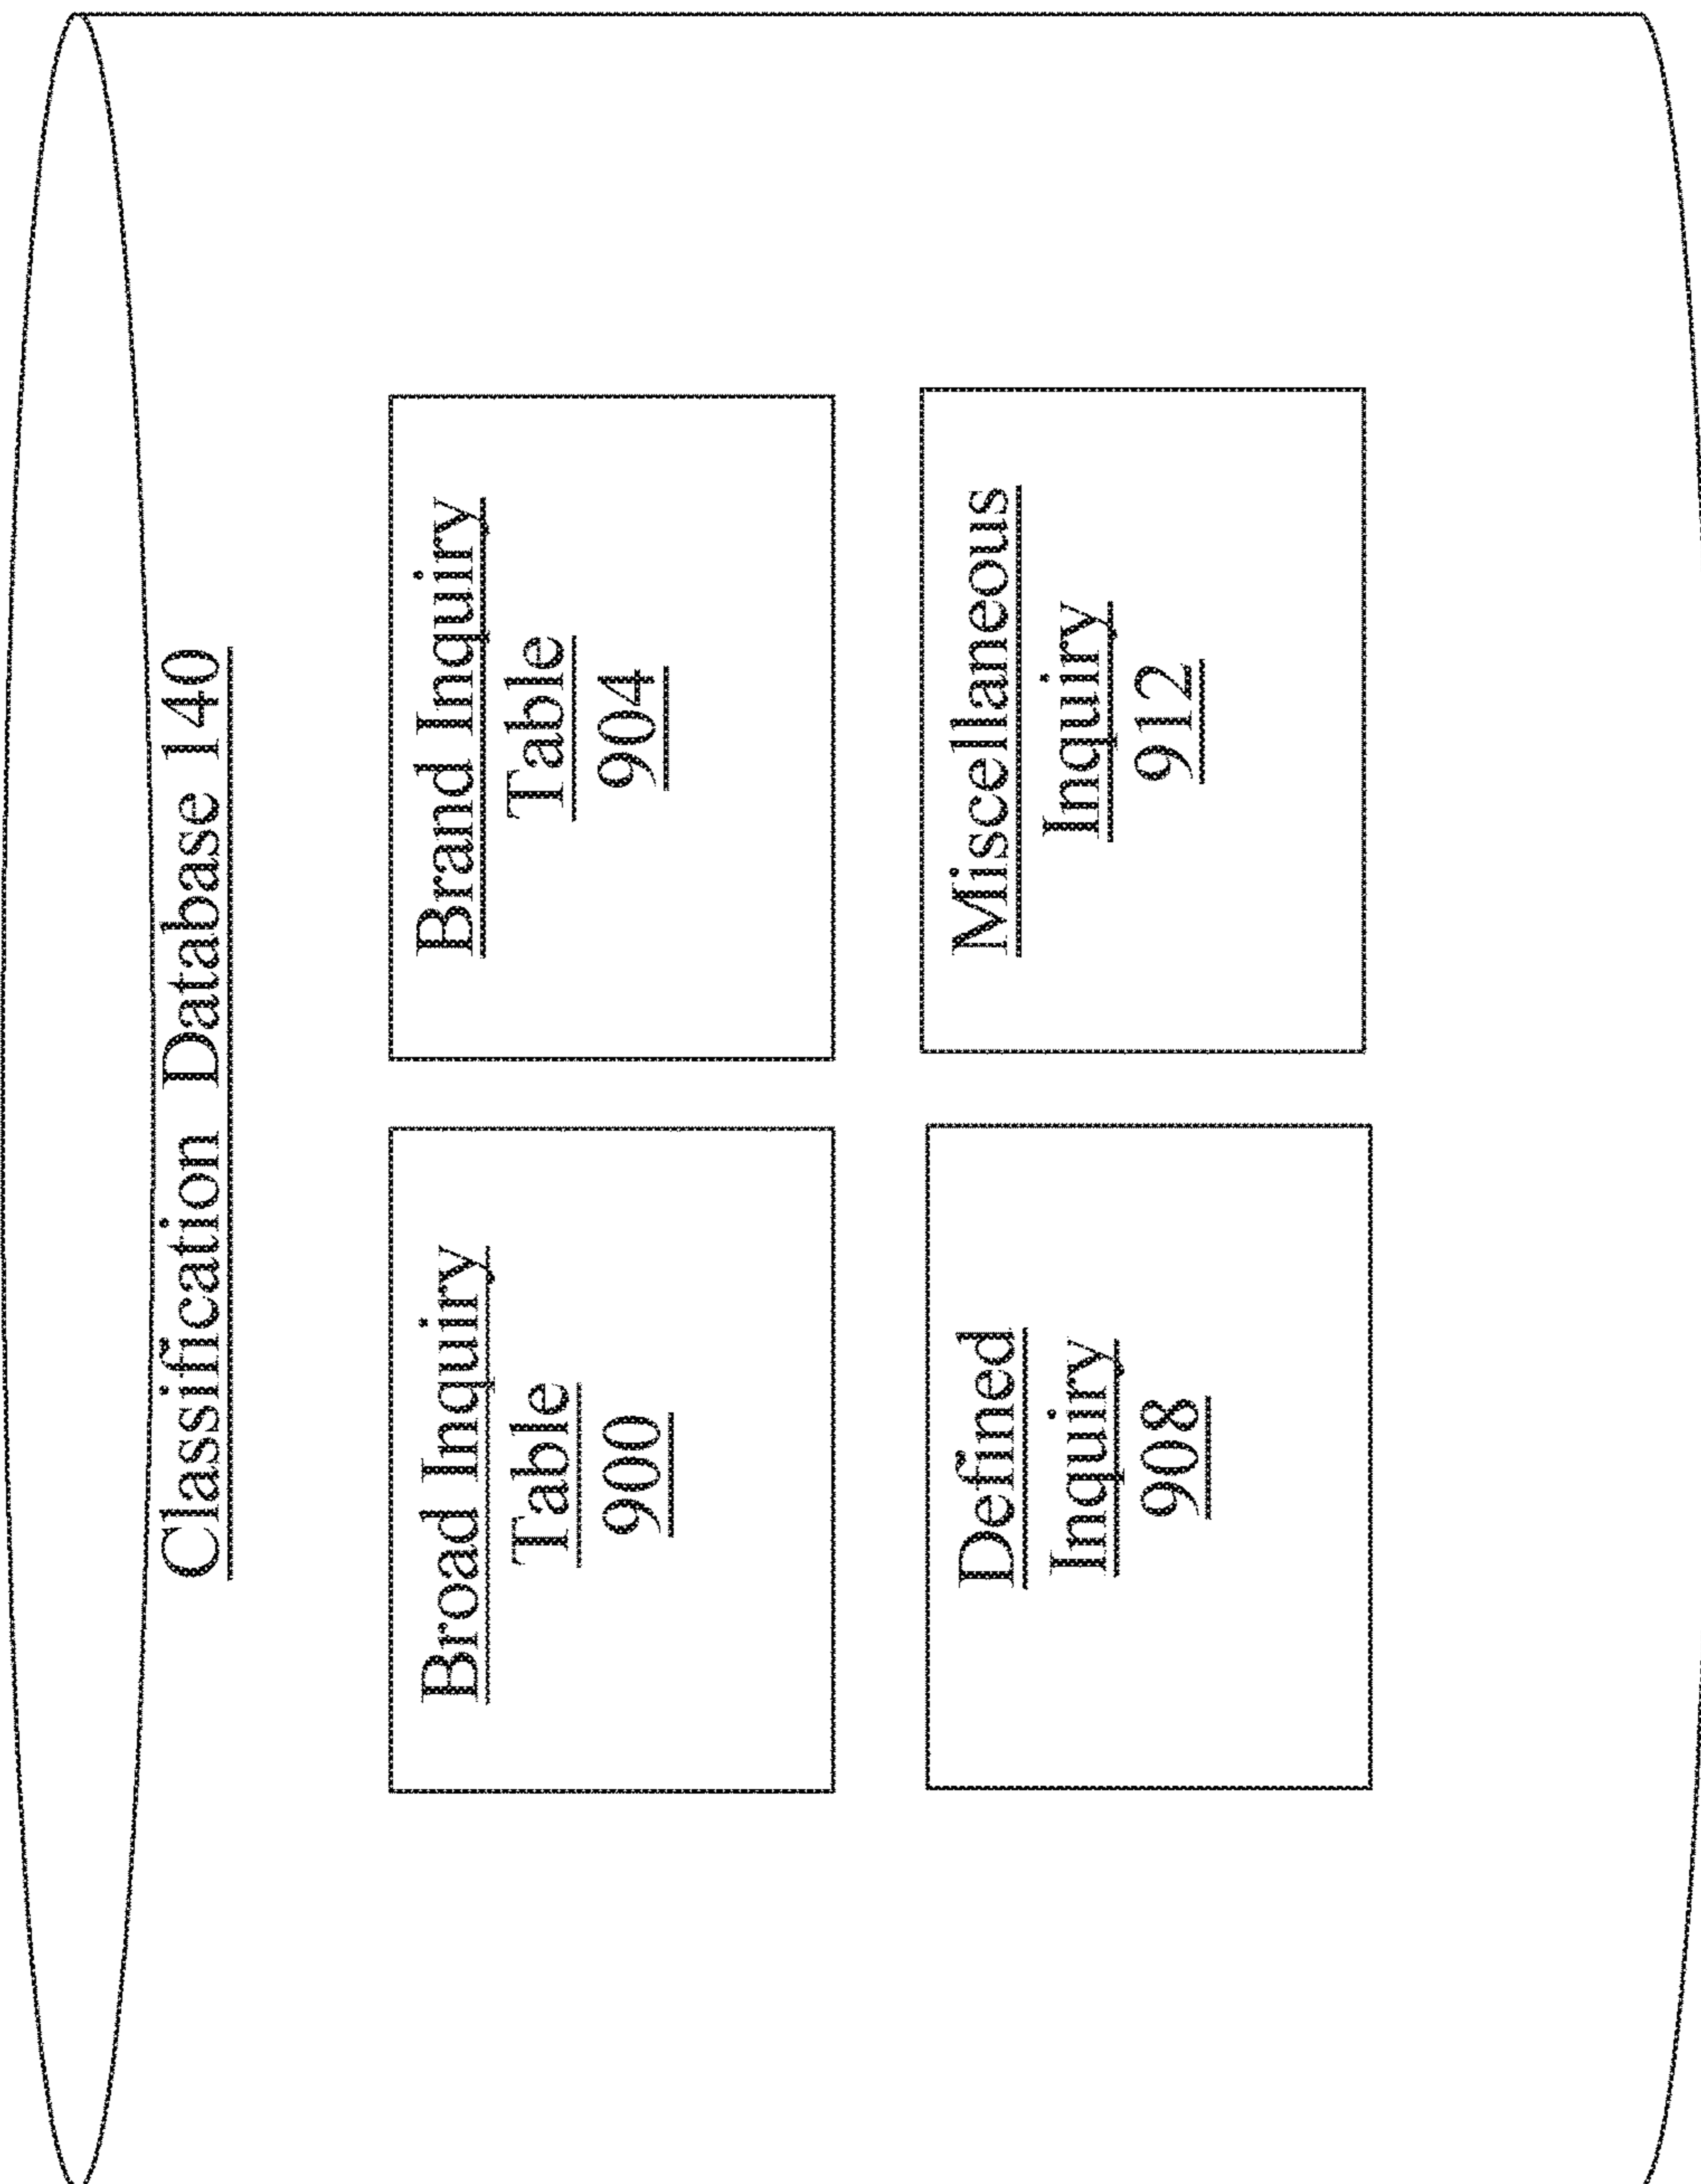 Classification Database 140
Broad Inquiry
Table
900
Brand Inquiry
Table
904
Defined
Inquiry
908
Miscellaneous
Inquiry
912